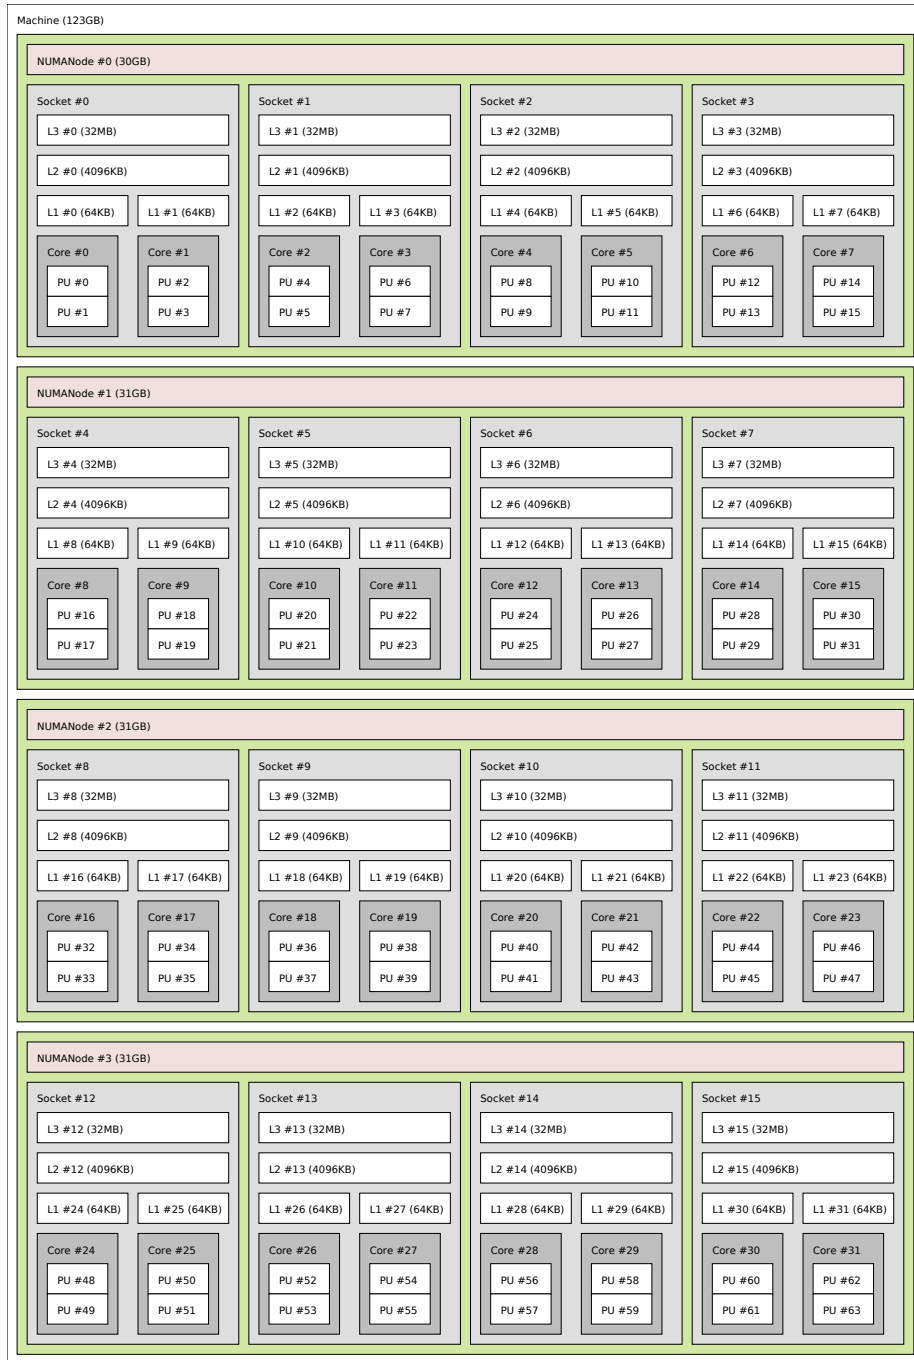 Machine (123GB)
NUMANode #0 (30GB)
Socket #0 Socket #1 Socket #2 Socket #3
L3 #0 (32MB) L3 #1 (32MB) L3 #2 (32MB) L3 #3 (32MB)
L2 #0 (4096KB) L2 #1 (4096KB) L2 #2 (4096KB) L2 #3 (4096KB)
L1 #0 (64KB) L1 #1 (64KB) L1 #2 (64KB) L1 #3 (64KB) L1 #4 (64KB) L1 #5 (64KB) L1 #6 (64KB) L1 #7 (64KB)
Core #0 Core #1 Core #2 Core #3 Core #4 Core #5 Core #6 Core #7
PU #0 PU #2 PU #4 PU #6 PU #8 PU #10 PU #12 PU #14
PU #1 PU #3 PU #5 PU #7 PU #9 PU #11 PU #13 PU #15
NUMANode #1 (31GB)
Socket #4 Socket #5 Socket #6 Socket #7
L3 #4 (32MB) L3 #5 (32MB) L3 #6 (32MB) L3 #7 (32MB)
L2 #4 (4096KB) L2 #5 (4096KB) L2 #6 (4096KB) L2 #7 (4096KB)
L1 #8 (64KB) L1 #9 (64KB) L1 #10 (64KB) L1 #11 (64KB) L1 #12 (64KB) L1 #13 (64KB) L1 #14 (64KB) L1 #15 (64KB)
Core #8 Core #9 Core #10 Core #11 Core #12 Core #13 Core #14 Core #15
PU #16 PU #18 PU #20 PU #22 PU #24 PU #26 PU #28 PU #30
PU #17 PU #19 PU #21 PU #23 PU #25 PU #27 PU #29 PU #31
NUMANode #2 (31GB)
Socket #8 Socket #9 Socket #10 Socket #11
L3 #8 (32MB) L3 #9 (32MB) L3 #10 (32MB) L3 #11 (32MB)
L2 #8 (4096KB) L2 #9 (4096KB) L2 #10 (4096KB) L2 #11 (4096KB)
L1 #16 (64KB) L1 #17 (64KB) L1 #18 (64KB) L1 #19 (64KB) L1 #20 (64KB) L1 #21 (64KB) L1 #22 (64KB) L1 #23 (64KB)
Core #16 Core #17 Core #18 Core #19 Core #20 Core #21 Core #22 Core #23
PU #32 PU #34 PU #36 PU #38 PU #40 PU #42 PU #44 PU #46
PU #33 PU #35 PU #37 PU #39 PU #41 PU #43 PU #45 PU #47
NUMANode #3 (31GB)
Socket #12 Socket #13 Socket #14 Socket #15
L3 #12 (32MB) L3 #13 (32MB) L3 #14 (32MB) L3 #15 (32MB)
L2 #12 (4096KB) L2 #13 (4096KB) L2 #14 (4096KB) L2 #15 (4096KB)
L1 #24 (64KB) L1 #25 (64KB) L1 #26 (64KB) L1 #27 (64KB) L1 #28 (64KB) L1 #29 (64KB) L1 #30 (64KB) L1 #31 (64KB)
Core #24 Core #25 Core #26 Core #27 Core #28 Core #29 Core #30 Core #31
PU #48 PU #50 PU #52 PU #54 PU #56 PU #58 PU #60 PU #62
PU #49 PU #51 PU #53 PU #55 PU #57 PU #59 PU #61 PU #63